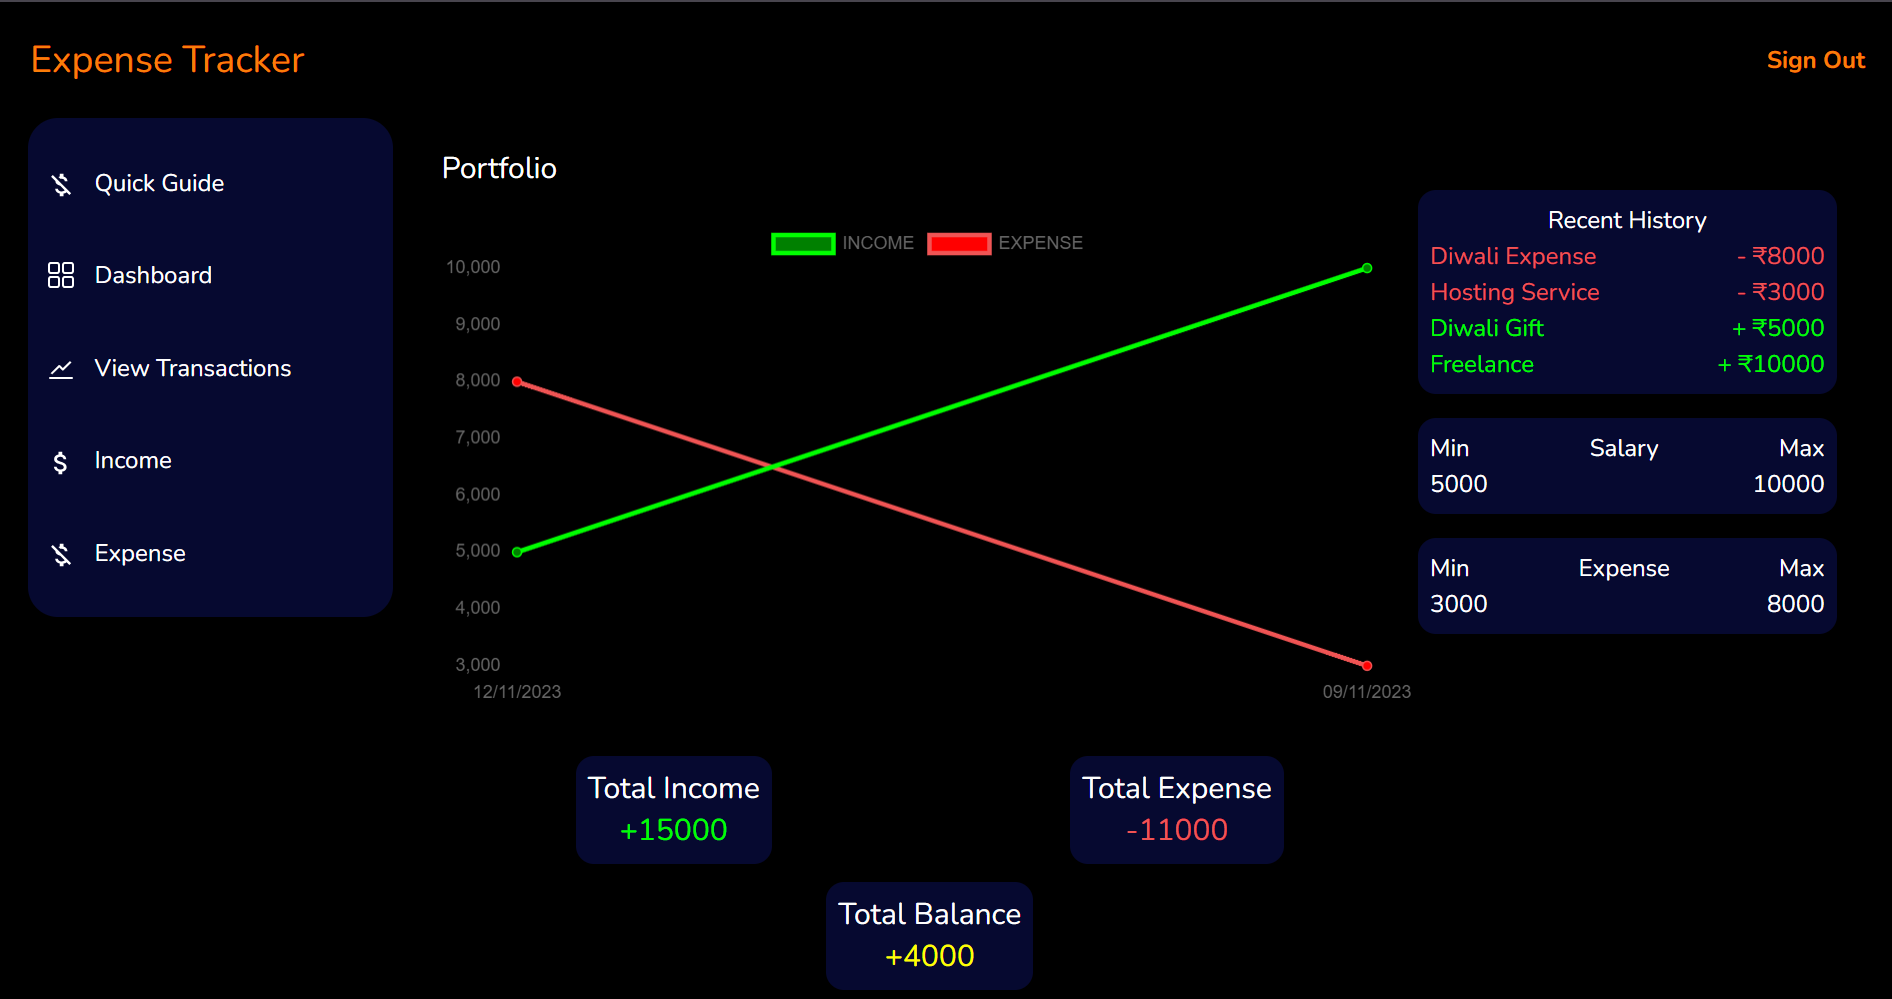 Expense Tracker
Sign Out
Quick Guide
Dashboard
View Transactions
Income
Expense
Portfolio
INCOME EXPENSE
10,000
9,000
8,000
7,000
6,000
5,000
4,000
3,000
12/11/2023 09/11/2023
Recent History
Diwali Expense - ₹8000
Hosting Service - ₹3000
Diwali Gift + ₹5000
Freelance + ₹10000
Min Salary Max
5000 10000
Min Expense Max
3000 8000
Total Income
+15000
Total Expense
-11000
Total Balance
+4000